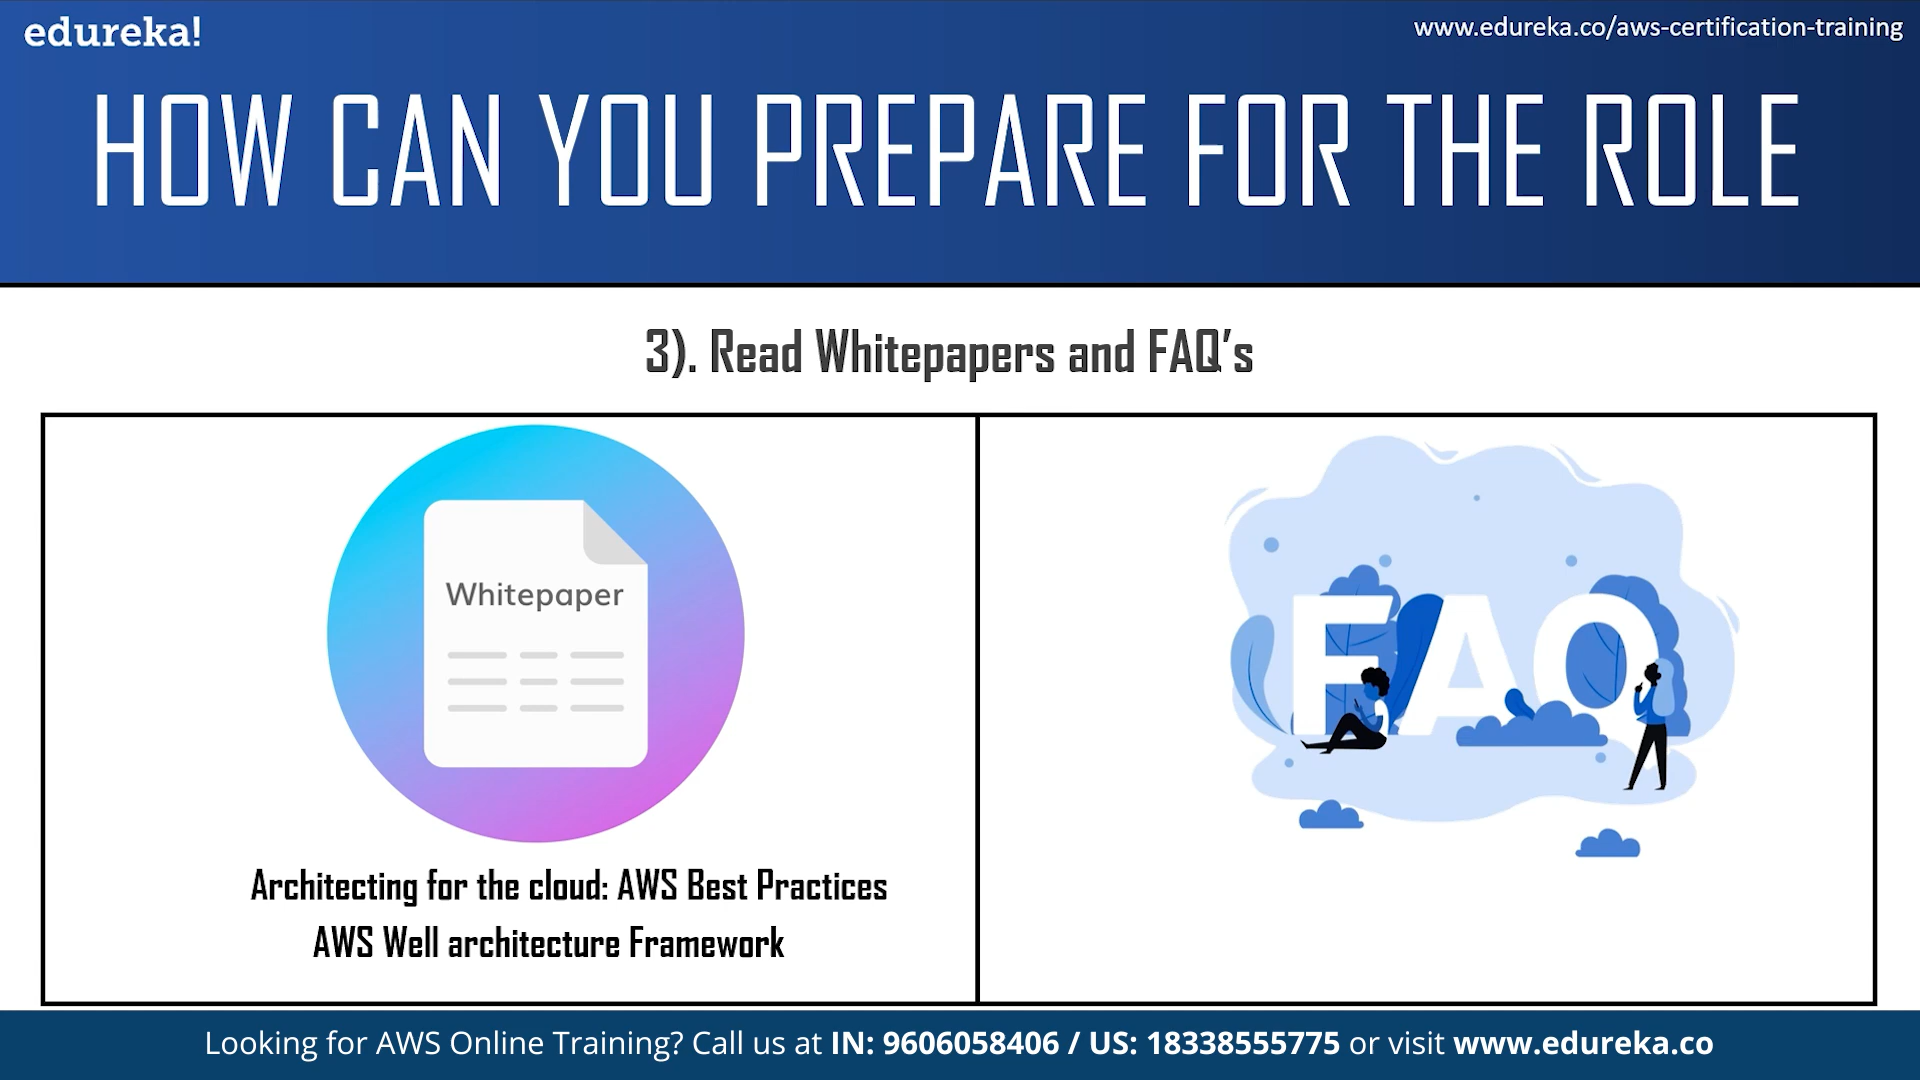 edureka!
www.edureka.co/aws-certification-training
HOW CAN YOU PREPARE FOR THE ROLE
3). Read Whitepapers and FAQ's
Whitepaper
Architecting for the cloud: AWS Best Practices
AWS Well architecture Framework
FAQ
Looking for AWS Online Training? Call us at IN: 9606058406 / US: 18338555775 or visit www.edureka.co